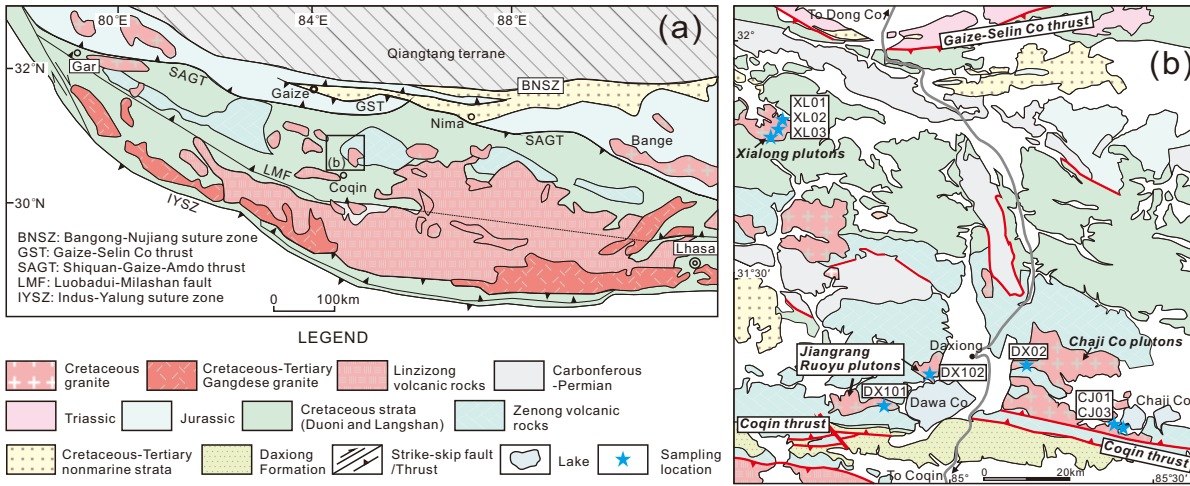 80°E
84°E
88°E
(a)
Qiangtang terrane
32°N
Gar
SAGT
Gaize
GST
BNSZ
Nima
SAGT
Bange
(b)
LMF
Coqin
IYSZ
30°N
Lhasa
BNSZ: Bangong-Nujiang suture zone
GST: Gaize-Selin Co thrust
SAGT: Shiquan-Gaize-Amdo thrust
LMF: Luobadui-Milashan fault
IYSZ: Indus-Yalung suture zone
0 100km
LEGEND
Cretaceous
granite
Cretaceous-Tertiary
Gangdese granite
Linzizong
volcanic rocks
Carbonferous
-Permian
Triassic
Jurassic
Cretaceous strata
(Duoni and Langshan)
Zenong volcanic
rocks
Cretaceous-Tertiary
nonmarine strata
Daxiong
Formation
Strike-skip fault
/Thrust
Lake
Sampling
location
To Dong Co
Gaize-Selin Co thrust
32°
(b)
XL01
XL02
XL03
Xialong plutons
31°30'
Daxiong
Chaji Co plutons
Jiangrang
Ruoyu plutons
DX02
DX102
DX101
Dawa Co
CJ01
CJ03
Chaji Co
Coqin thrust
Coqin thrust
To Coqin
85°
0 20km
85°30'